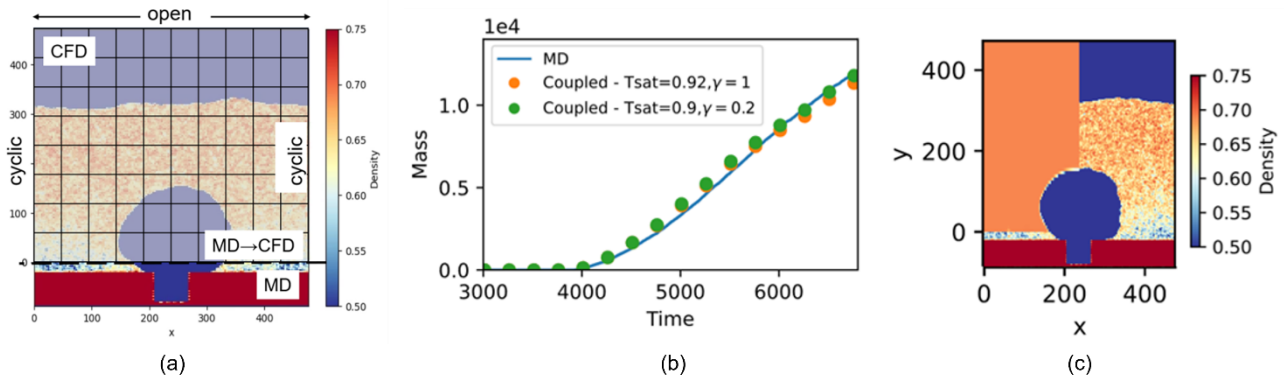 open
CFD
cyclic
cyclic
MD→CFD
MD
400
300
200
100
0
0 100 200 300 400
x
0.75
0.70
0.65
0.60
0.55
0.50
Density
(a)
1e4
MD
Coupled - Tsat=0.92,γ= 1
Coupled - Tsat=0.9,γ= 0.2
Mass
1.0
0.5
0.0
3000 4000 5000 6000
Time
(b)
y
400
200
0
0 200 400
x
0.75
0.70
0.65
0.60
0.55
0.50
Density
(c)